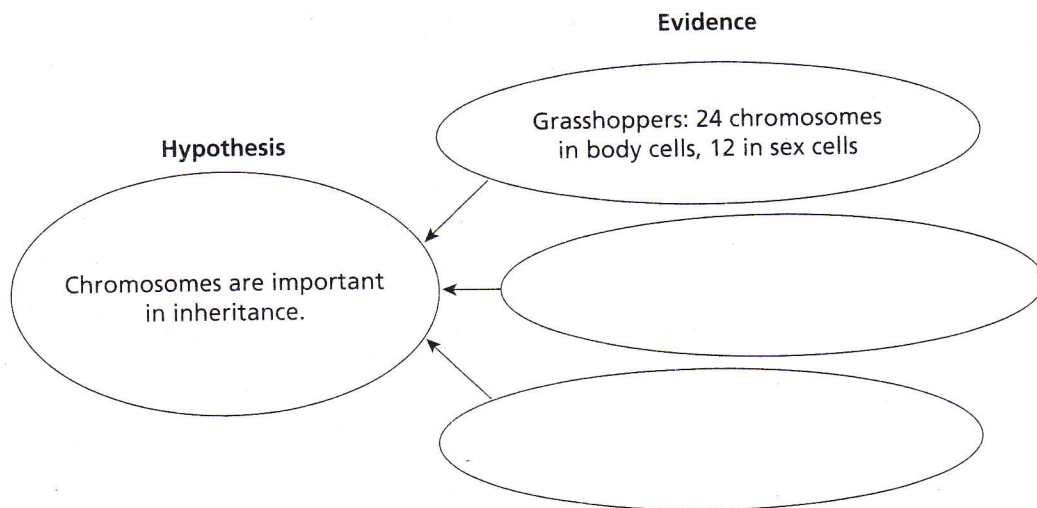 Evidence
Grasshoppers: 24 chromosomes
in body cells, 12 in sex cells
Hypothesis
Chromosomes are important
in inheritance.